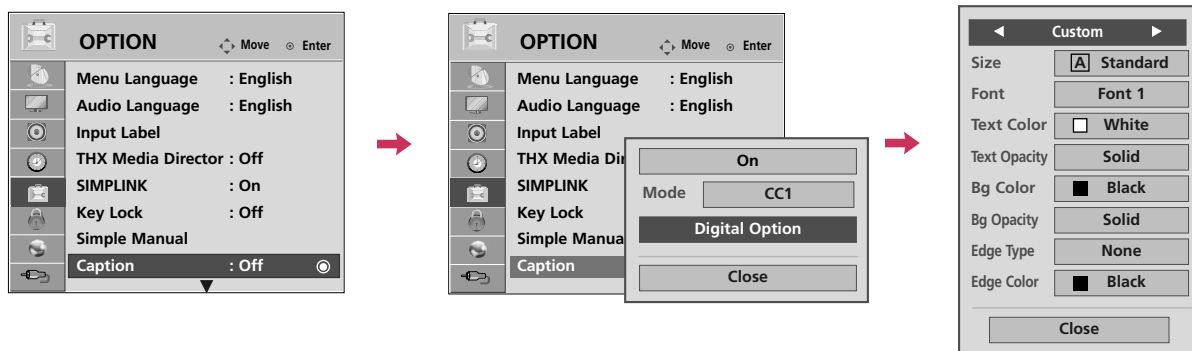 OPTION
Move
Enter
Menu Language : English
Audio Language : English
Input Label
THX Media Director : Off
SIMPLINK : On
Key Lock : Off
Simple Manual
Caption : Off
OPTION
Move
Enter
Menu Language : English
Audio Language : English
Input Label
THX Media Dir
SIMPLINK
Key Lock
Simple Manua
Caption
On
Mode CC1
Digital Option
Close
Custom
Size A Standard
Font Font 1
Text Color White
Text Opacity Solid
Bg Color Black
Bg Opacity Solid
Edge Type None
Edge Color Black
Close